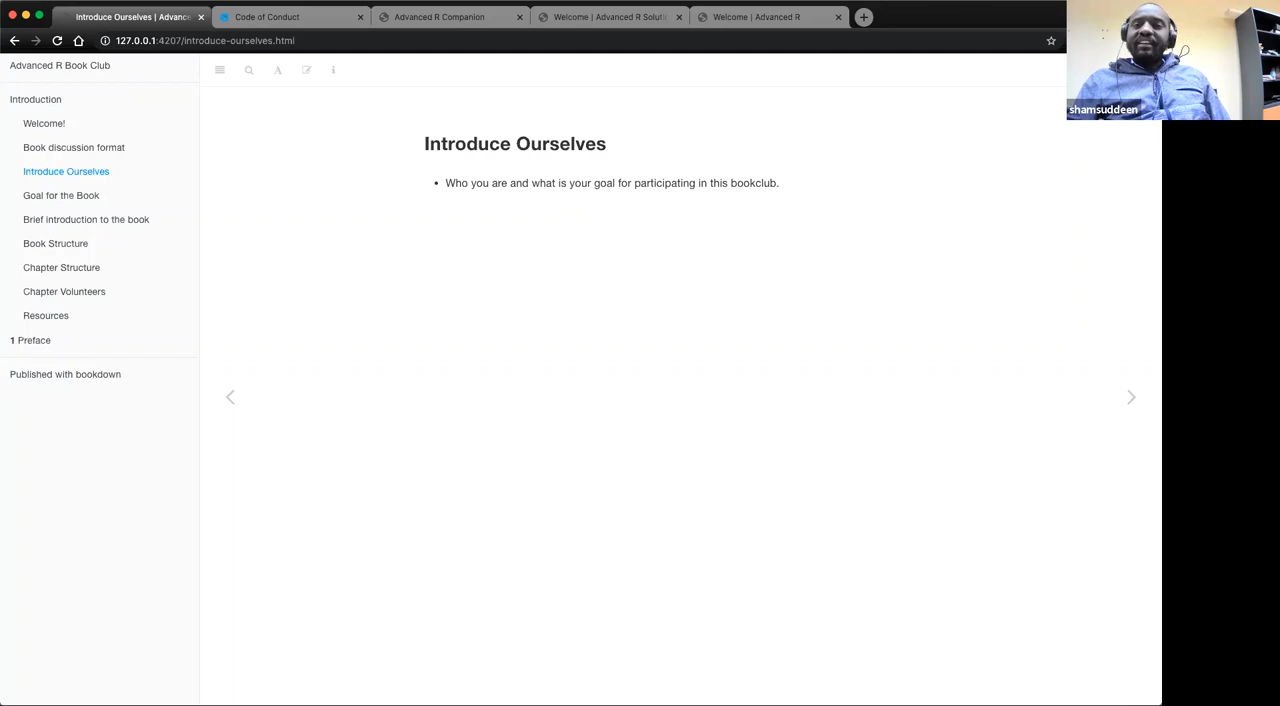 Introduce Ourselves | Advance
Code of Conduct
Advanced R Companion
Welcome | Advanced R Soluti
Welcome | Advanced R
127.0.0.1:4207/introduce-ourselves.html
shamsuddeen
Advanced R Book Club
Introduction
Welcome!
Book discussion format
Introduce Ourselves
Goal for the Book
Brief introduction to the book
Book Structure
Chapter Structure
Chapter Volunteers
Resources
1 Preface
Published with bookdown
A
i
Introduce Ourselves
• Who you are and what is your goal for participating in this bookclub.